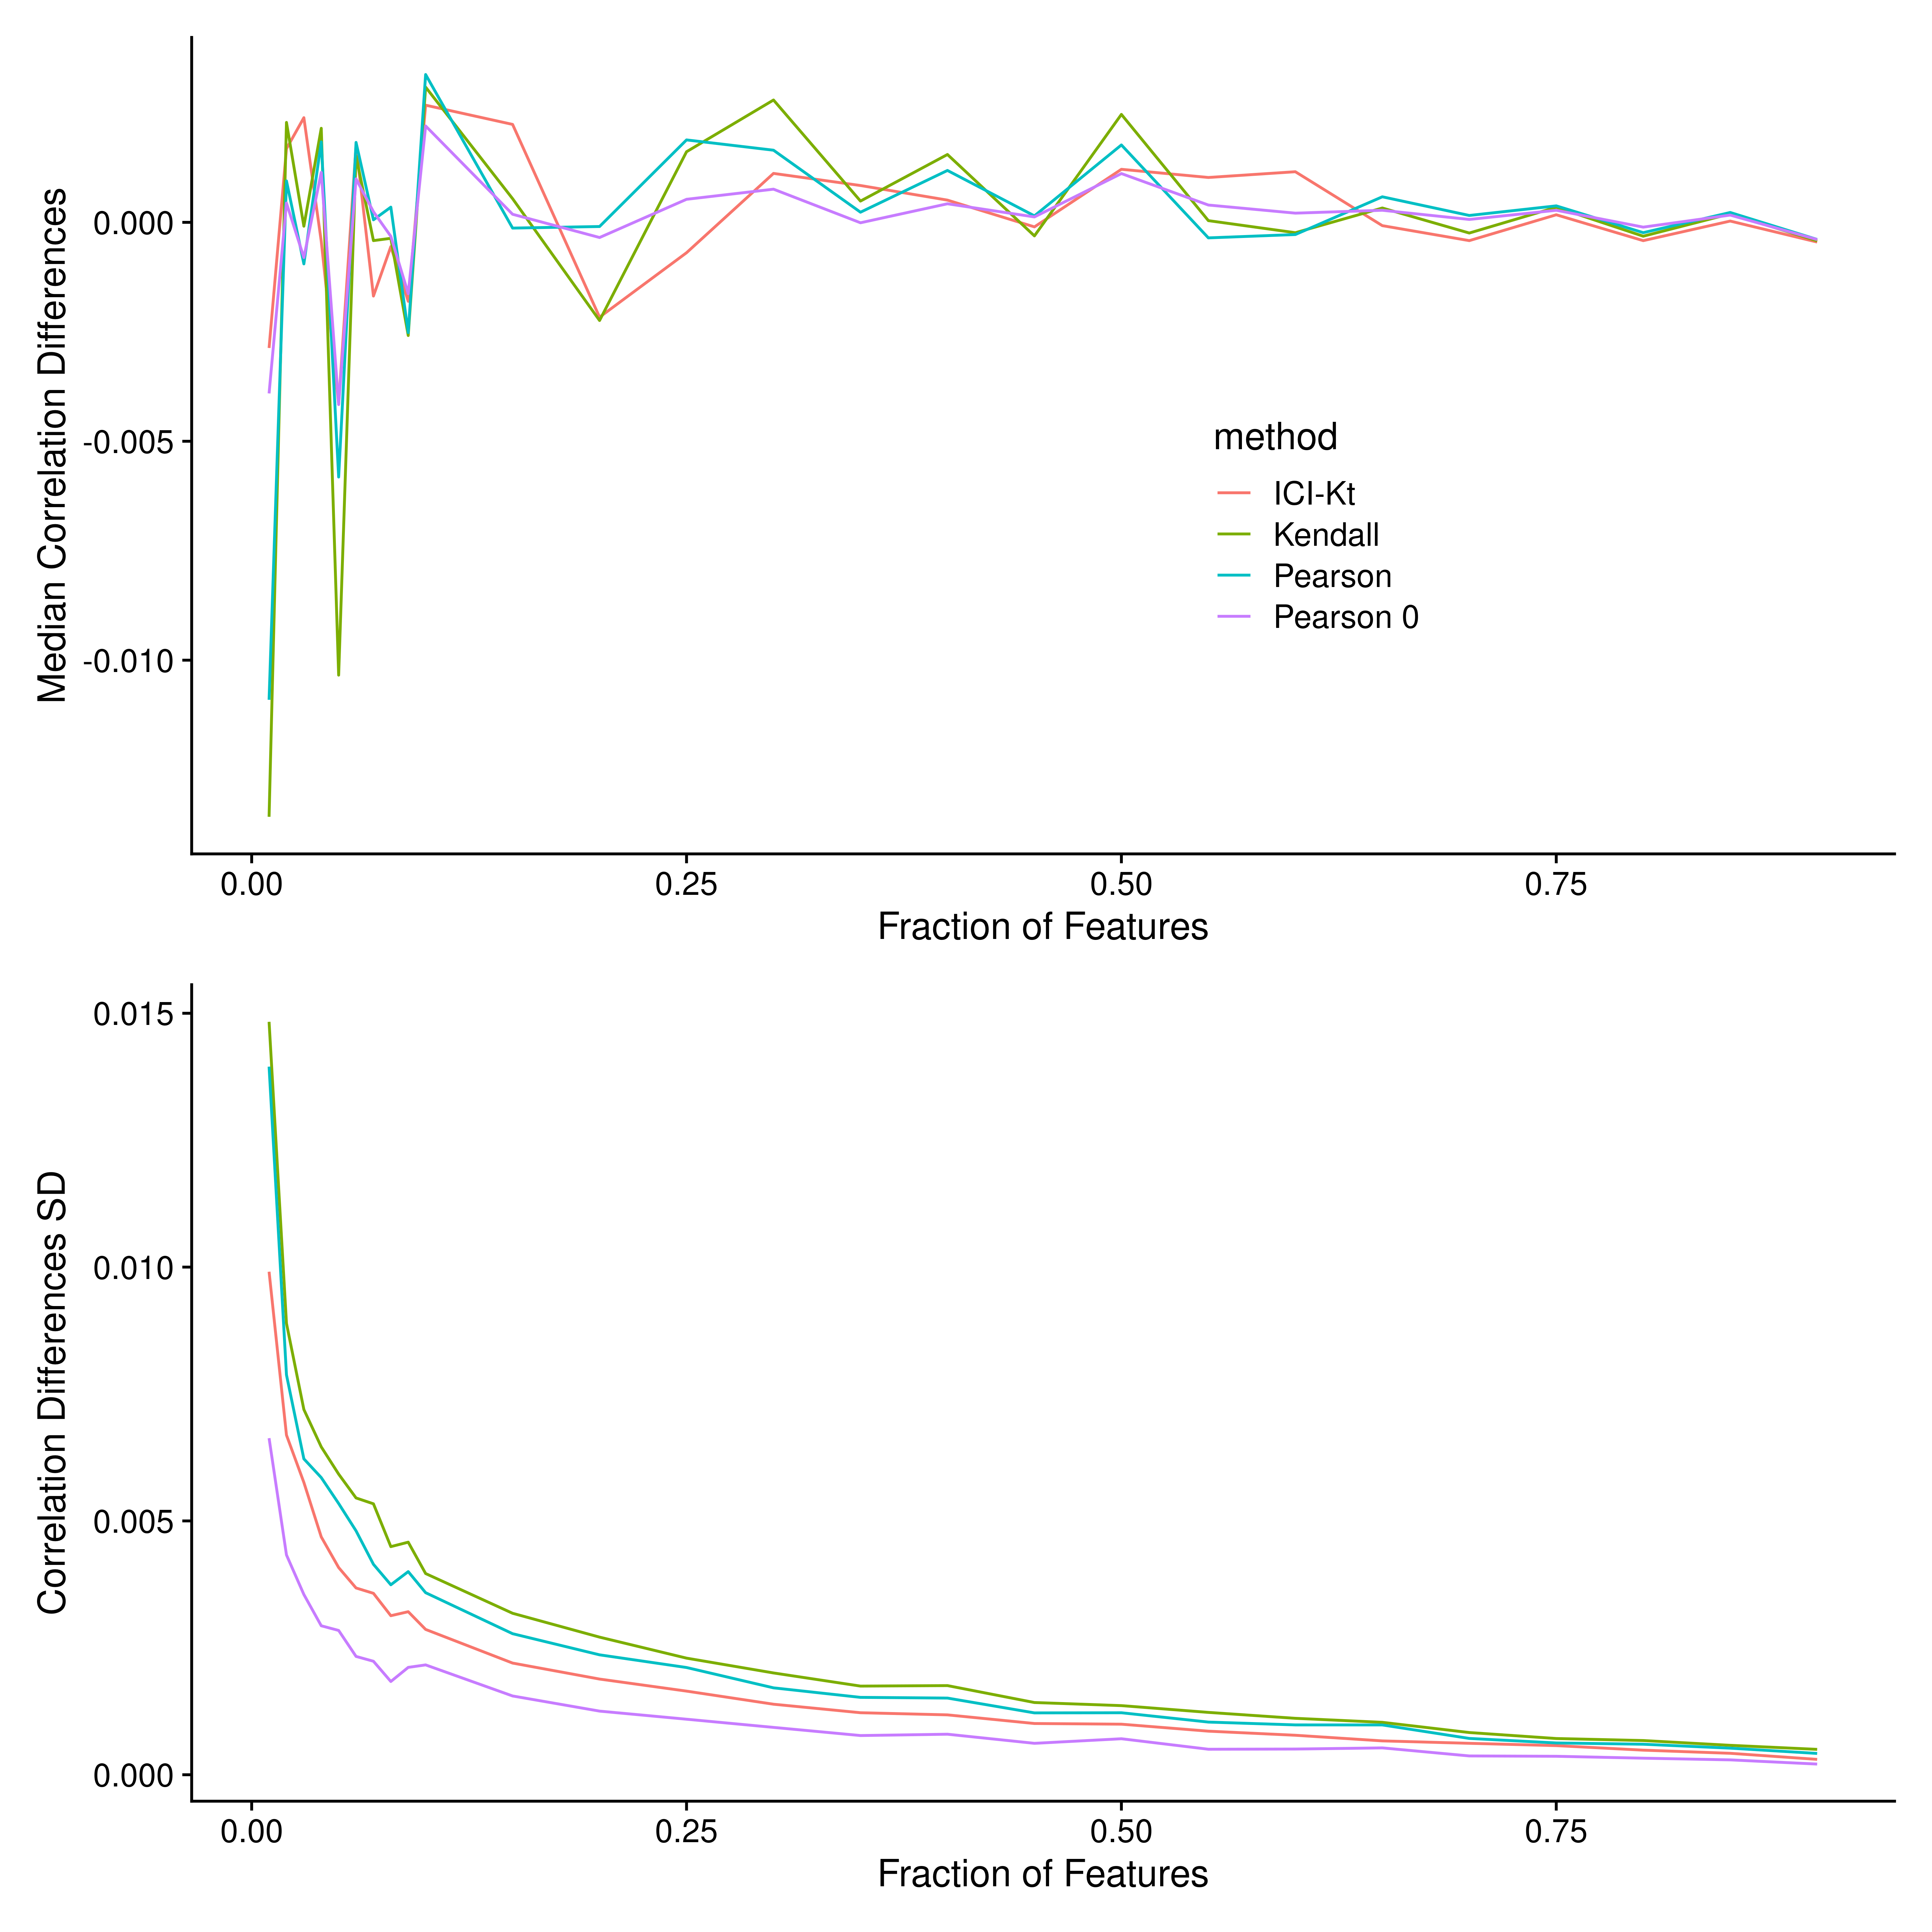 Median Correlation Differences
0.000
-0.005
-0.010
method
ICI-Kt
Kendall
Pearson
Pearson 0
0.00 0.25 0.50 0.75
Fraction of Features
Correlation Differences SD
0.015
0.010
0.005
0.000
0.00 0.25 0.50 0.75
Fraction of Features